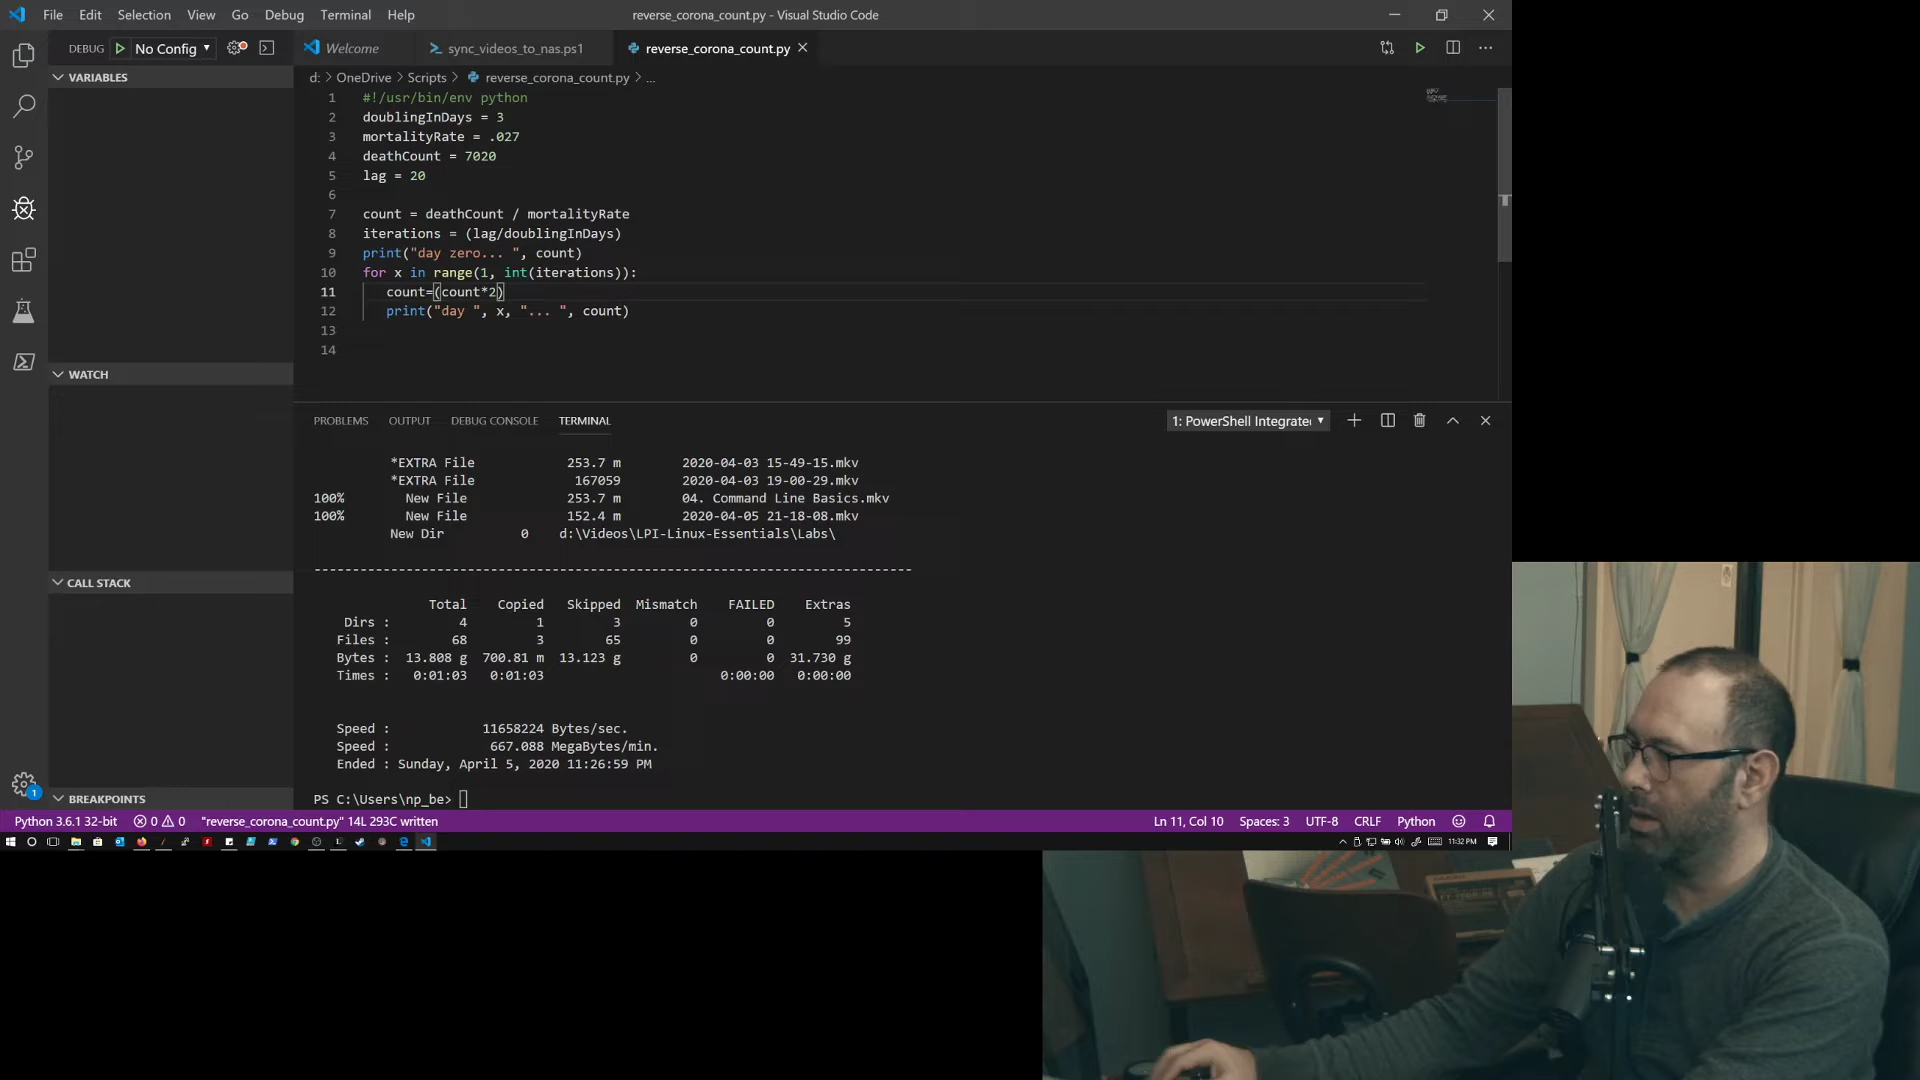 File Edit Selection View Go Debug Terminal Help
reverse_corona_count.py - Visual Studio Code
DEBUG No Config
Welcome sync_videos_to_nas.ps1 reverse_corona_count.py
VARIABLES
d: > OneDrive > Scripts > reverse_corona_count.py > ...
1 #!/usr/bin/env python
2 doublingInDays = 3
3 mortalityRate = .027
4 deathCount = 7020
5 lag = 20
6
7 count = deathCount / mortalityRate
8 iterations = (lag/doublingInDays)
9 print("day zero... ", count)
10 for x in range(1, int(iterations)):
11 count=(count*2)
12 print("day ", x, "... ", count)
13
14
WATCH
CALL STACK
BREAKPOINTS
PROBLEMS OUTPUT DEBUG CONSOLE TERMINAL
1: PowerShell Integrate
*EXTRA File 253.7 m 2020-04-03 15-49-15.mkv
*EXTRA File 167059 2020-04-03 19-00-29.mkv
100% New File 253.7 m 04. Command Line Basics.mkv
100% New File 152.4 m 2020-04-05 21-18-08.mkv
New Dir 0 d:\Videos\LPI-Linux-Essentials\Labs\
------------------------------------------------------------------------------
Total Copied Skipped Mismatch FAILED Extras
Dirs : 4 1 3 0 0 5
Files : 68 3 65 0 0 99
Bytes : 13.808 g 700.81 m 13.123 g 0 0 31.730 g
Times : 0:01:03 0:01:03 0:00:00 0:00:00
Speed : 11658224 Bytes/sec.
Speed : 667.088 MegaBytes/min.
Ended : Sunday, April 5, 2020 11:26:59 PM
PS C:\Users\np_be>
1
Python 3.6.1 32-bit 0 0 "reverse_corona_count.py" 14L 293C written
Ln 11, Col 10 Spaces: 3 UTF-8 CRLF Python
11:32 PM